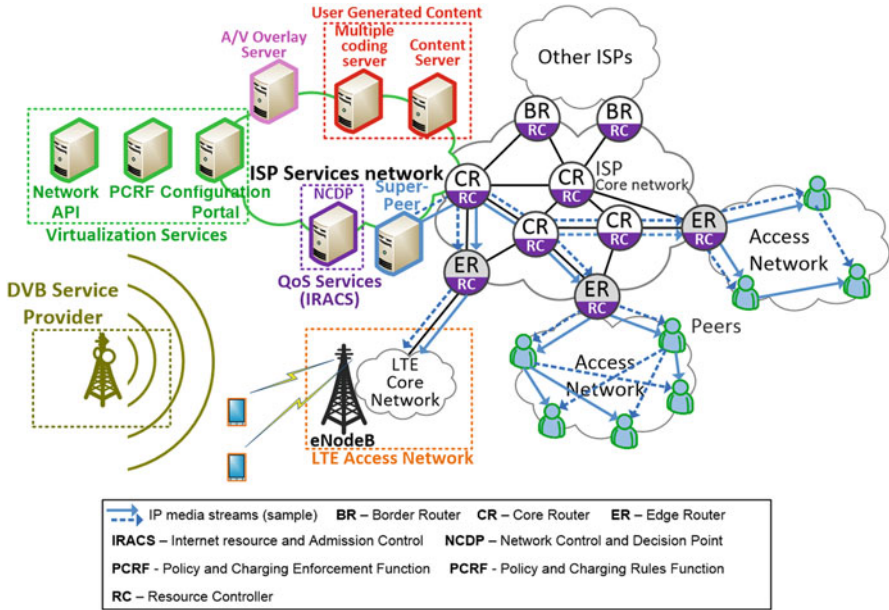 User Generated Content
A/V Overlay
Server
Multiple
coding
server
Content
Server
Other ISPs
BR
RC
BR
RC
Network
API
PCRF
Configuration
Portal
Virtualization Services
ISP Services network
NCDP
QoS Services
(IRACS)
Super-
Peer
CR
RC
CR
RC
ISP
Core network
CR
RC
CR
RC
ER
RC
ER
RC
ER
RC
Access
Network
Peers
Access
Network
DVB Service
Provider
LTE
Core
Network
eNodeB
LTE Access Network
IP media streams (sample) BR – Border Router CR – Core Router ER – Edge Router
IRACS – Internet resource and Admission Control NCDP – Network Control and Decision Point
PCRF - Policy and Charging Enforcement Function PCRF - Policy and Charging Rules Function
RC – Resource Controller